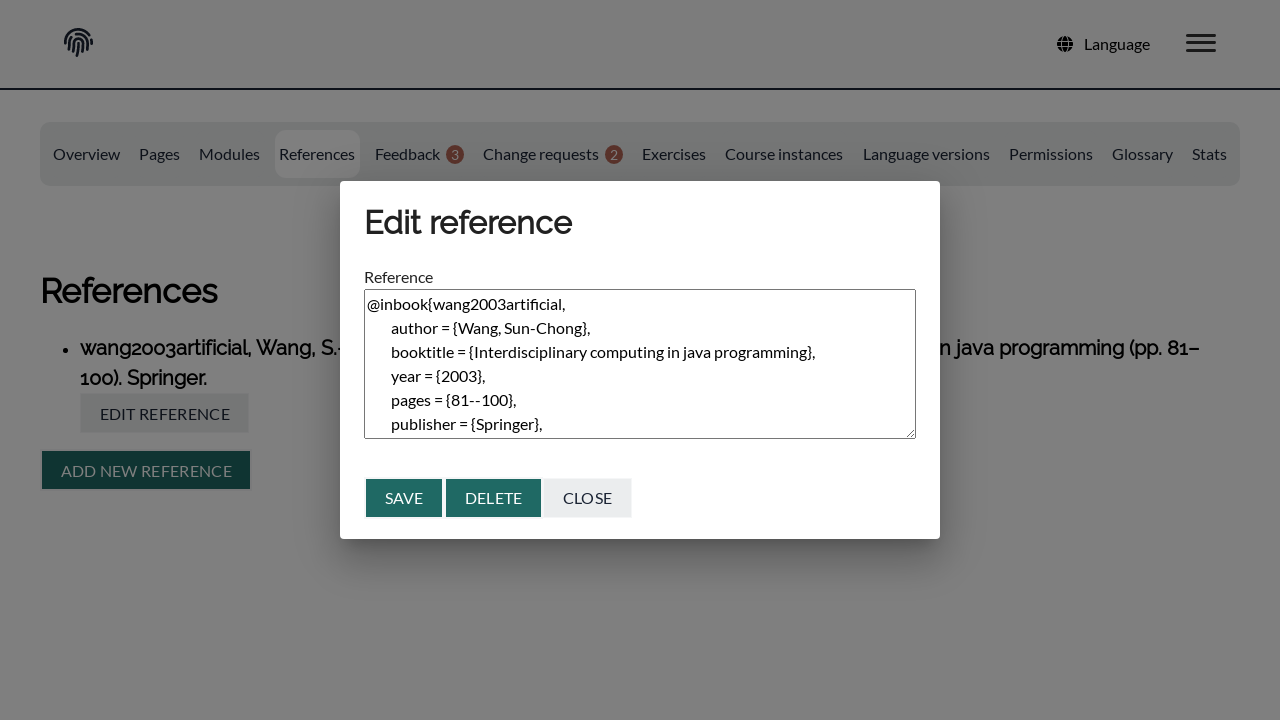 Language
Overview Pages Modules References Feedback 3 Change requests 2 Exercises Course instances Language versions Permissions Glossary Stats
Edit reference
References
Reference
@inbook{wang2003artificial,
author = {Wang, Sun-Chong},
booktitle = {Interdisciplinary computing in java programming},
year = {2003},
pages = {81--100},
publisher = {Springer},
wang2003artificial, Wang, S.- n java programming (pp. 81–
100). Springer.
EDIT REFERENCE
ADD NEW REFERENCE
SAVE DELETE CLOSE